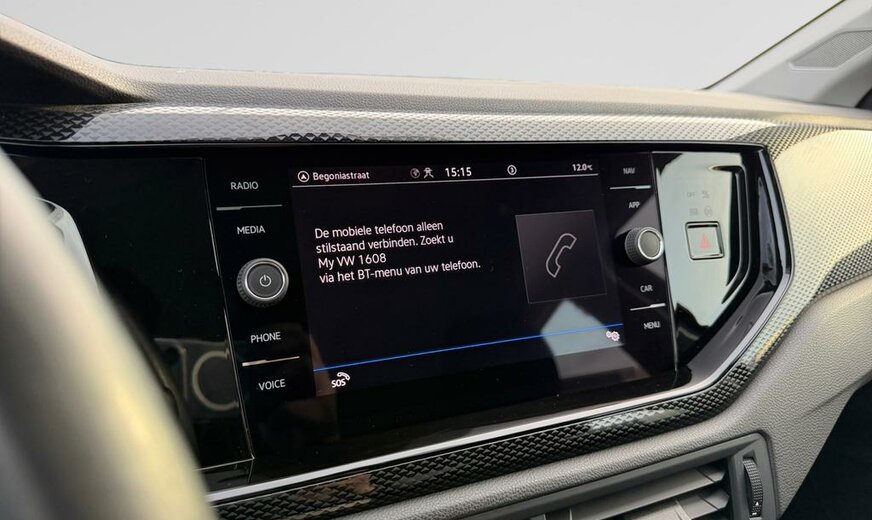 RADIO
MEDIA
PHONE
VOICE
Begoniastraat 15:15 12.0°C
De mobiele telefoon alleen
stilstaand verbinden. Zoekt u
My VW 1608
via het BT-menu van uw telefoon.
SOS
NAV
APP
CAR
MENU